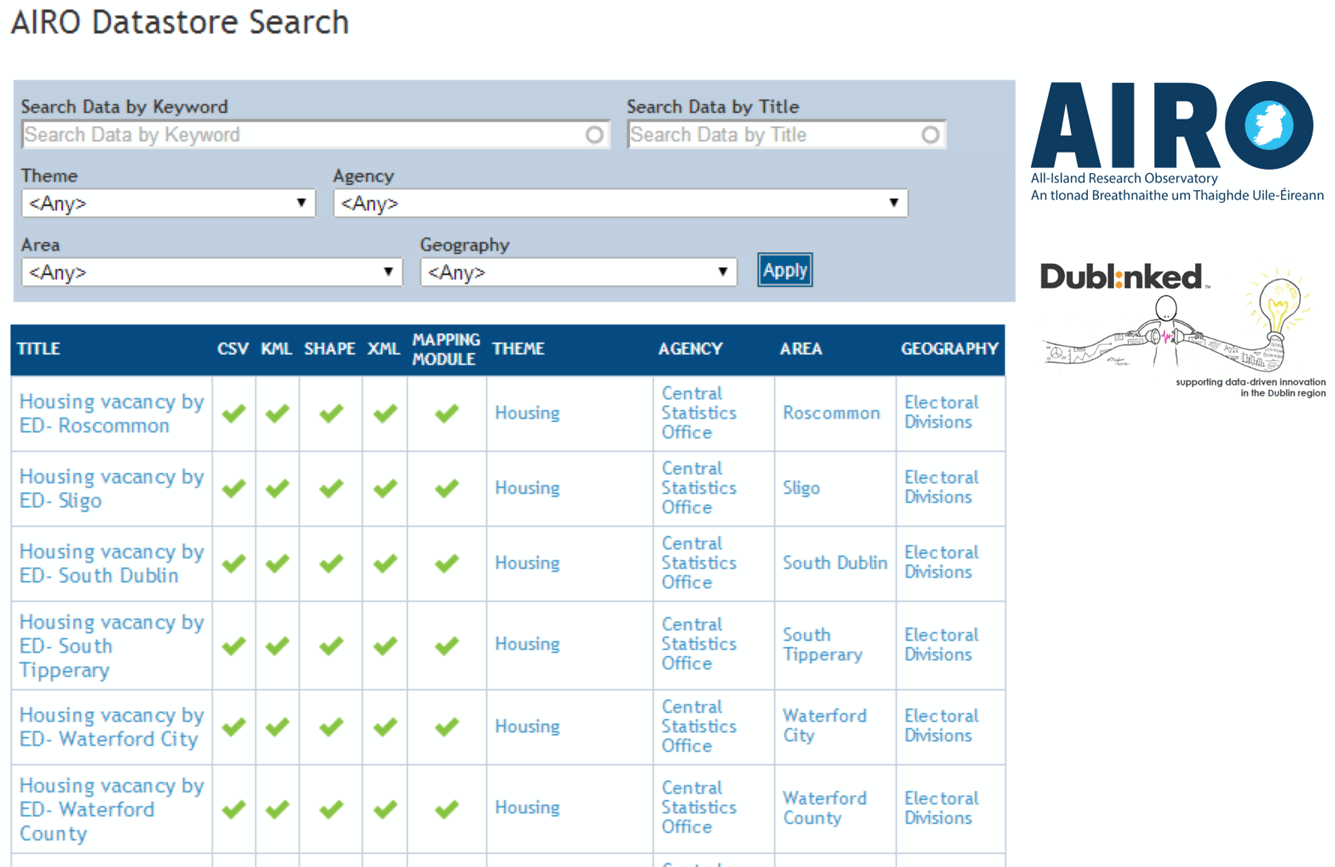 AIRO Datastore Search
Search Data by Keyword
Search Data by Title
Search Data by Keyword
Search Data by Title
Theme
Agency
<Any>
<Any>
Area
Geography
<Any>
<Any>
Apply
AIRO
All-Island Research Observatory
An tIonad Breathnaithe um Thaighde Uile-Éireann
Dubl:nked
supporting data-driven innovation
in the Dublin region
TITLE CSV KML SHAPE XML MAPPING MODULE THEME AGENCY AREA GEOGRAPHY
Housing vacancy by
ED- Roscommon
Housing
Central
Statistics
Office
Roscommon
Electoral
Divisions
Housing vacancy by
ED- Sligo
Housing
Central
Statistics
Office
Sligo
Electoral
Divisions
Housing vacancy by
ED- South Dublin
Housing
Central
Statistics
Office
South Dublin
Electoral
Divisions
Housing vacancy by
ED- South
Tipperary
Housing
Central
Statistics
Office
South
Tipperary
Electoral
Divisions
Housing vacancy by
ED- Waterford City
Housing
Central
Statistics
Office
Waterford
City
Electoral
Divisions
Housing vacancy by
ED- Waterford
County
Housing
Central
Statistics
Office
Waterford
County
Electoral
Divisions